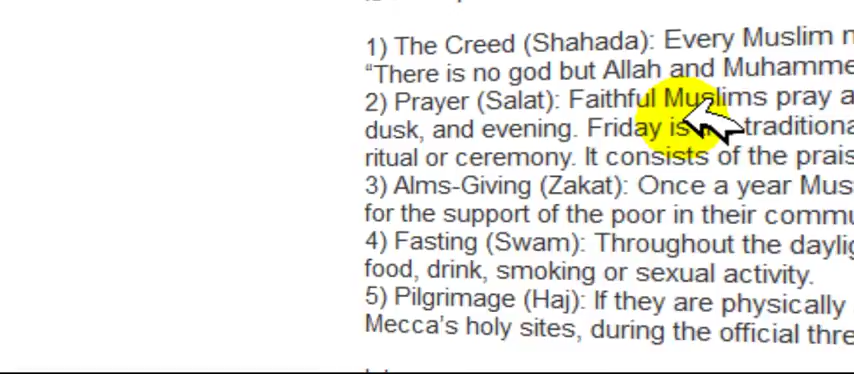 1) The Creed (Shahada): Every Muslim
“There is no god but Allah and Muhamme
2) Prayer (Salat): Faithful Muslims pray a
dusk, and evening. Friday is traditiona
ritual or ceremony. It consists of the prais
3) Alms-Giving (Zakat): Once a year Mus
for the support of the poor in their commu
4) Fasting (Swam): Throughout the daylig
food, drink, smoking or sexual activity.
5) Pilgrimage (Haj): If they are physically
Mecca’s holy sites, during the official thre